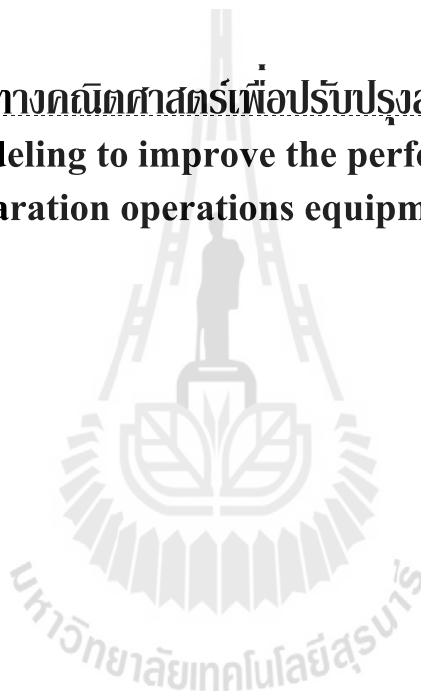 ทางคณิตศาสตร์เพื่อปรับปรุงส
deling to improve the perfo
aration operations equipm
มหาวิทยาลัยเทคโนโลยีสุรนารี